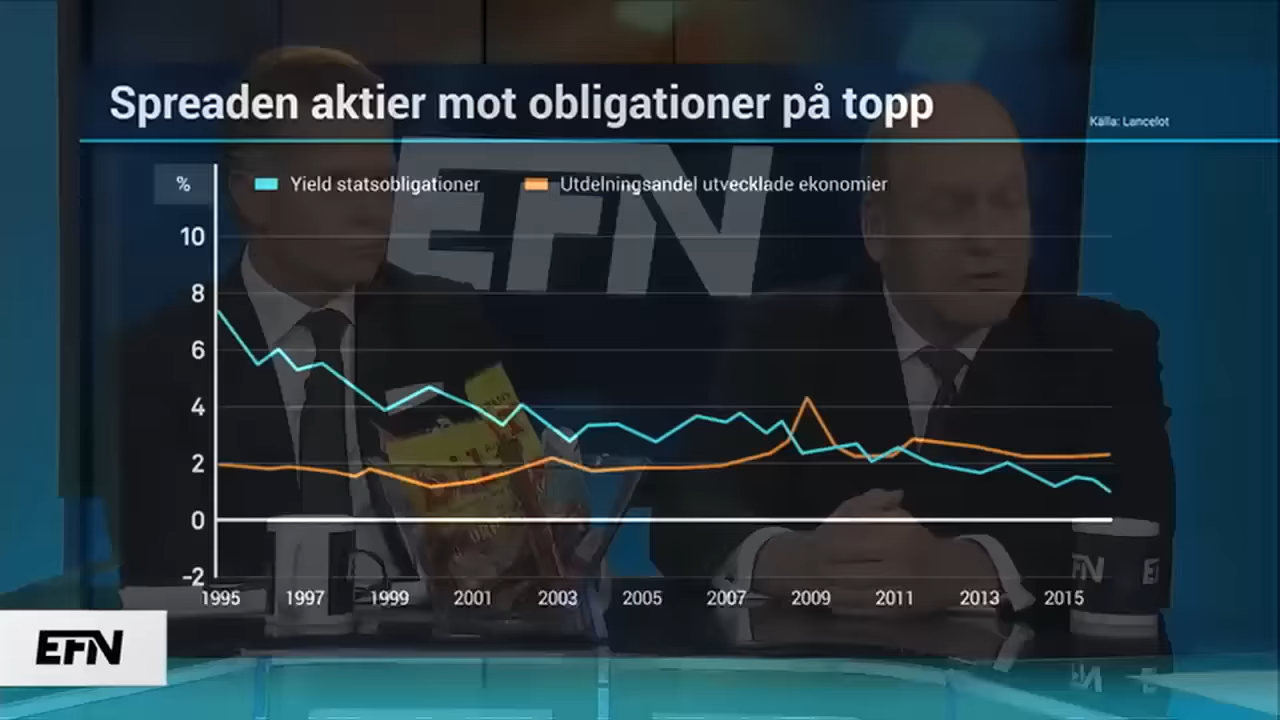 Spreaden aktier mot obligationer på topp
Källa: Lancelot
%
Yield statsobligationer
Utdelningsandel utvecklade ekonomier
EFN
10
8
6
4
2
0
-2
1995 1997 1999 2001 2003 2005 2007 2009 2011 2013 2015
FN
E
EFN